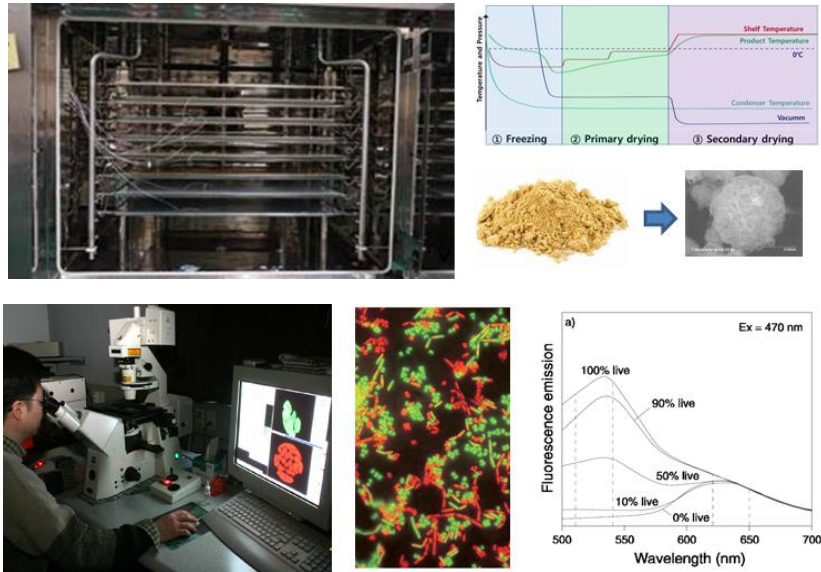 Temperature and Pressure
Shelf Temperature
Product Temperature
0℃
Condenser Temperature
Vacumm
① Freezing
② Primary drying
③ Secondary drying
a)
Ex = 470 nm
Fluorescence emission
100% live
90% live
50% live
10% live
0% live
500
550
600
650
700
Wavelength (nm)